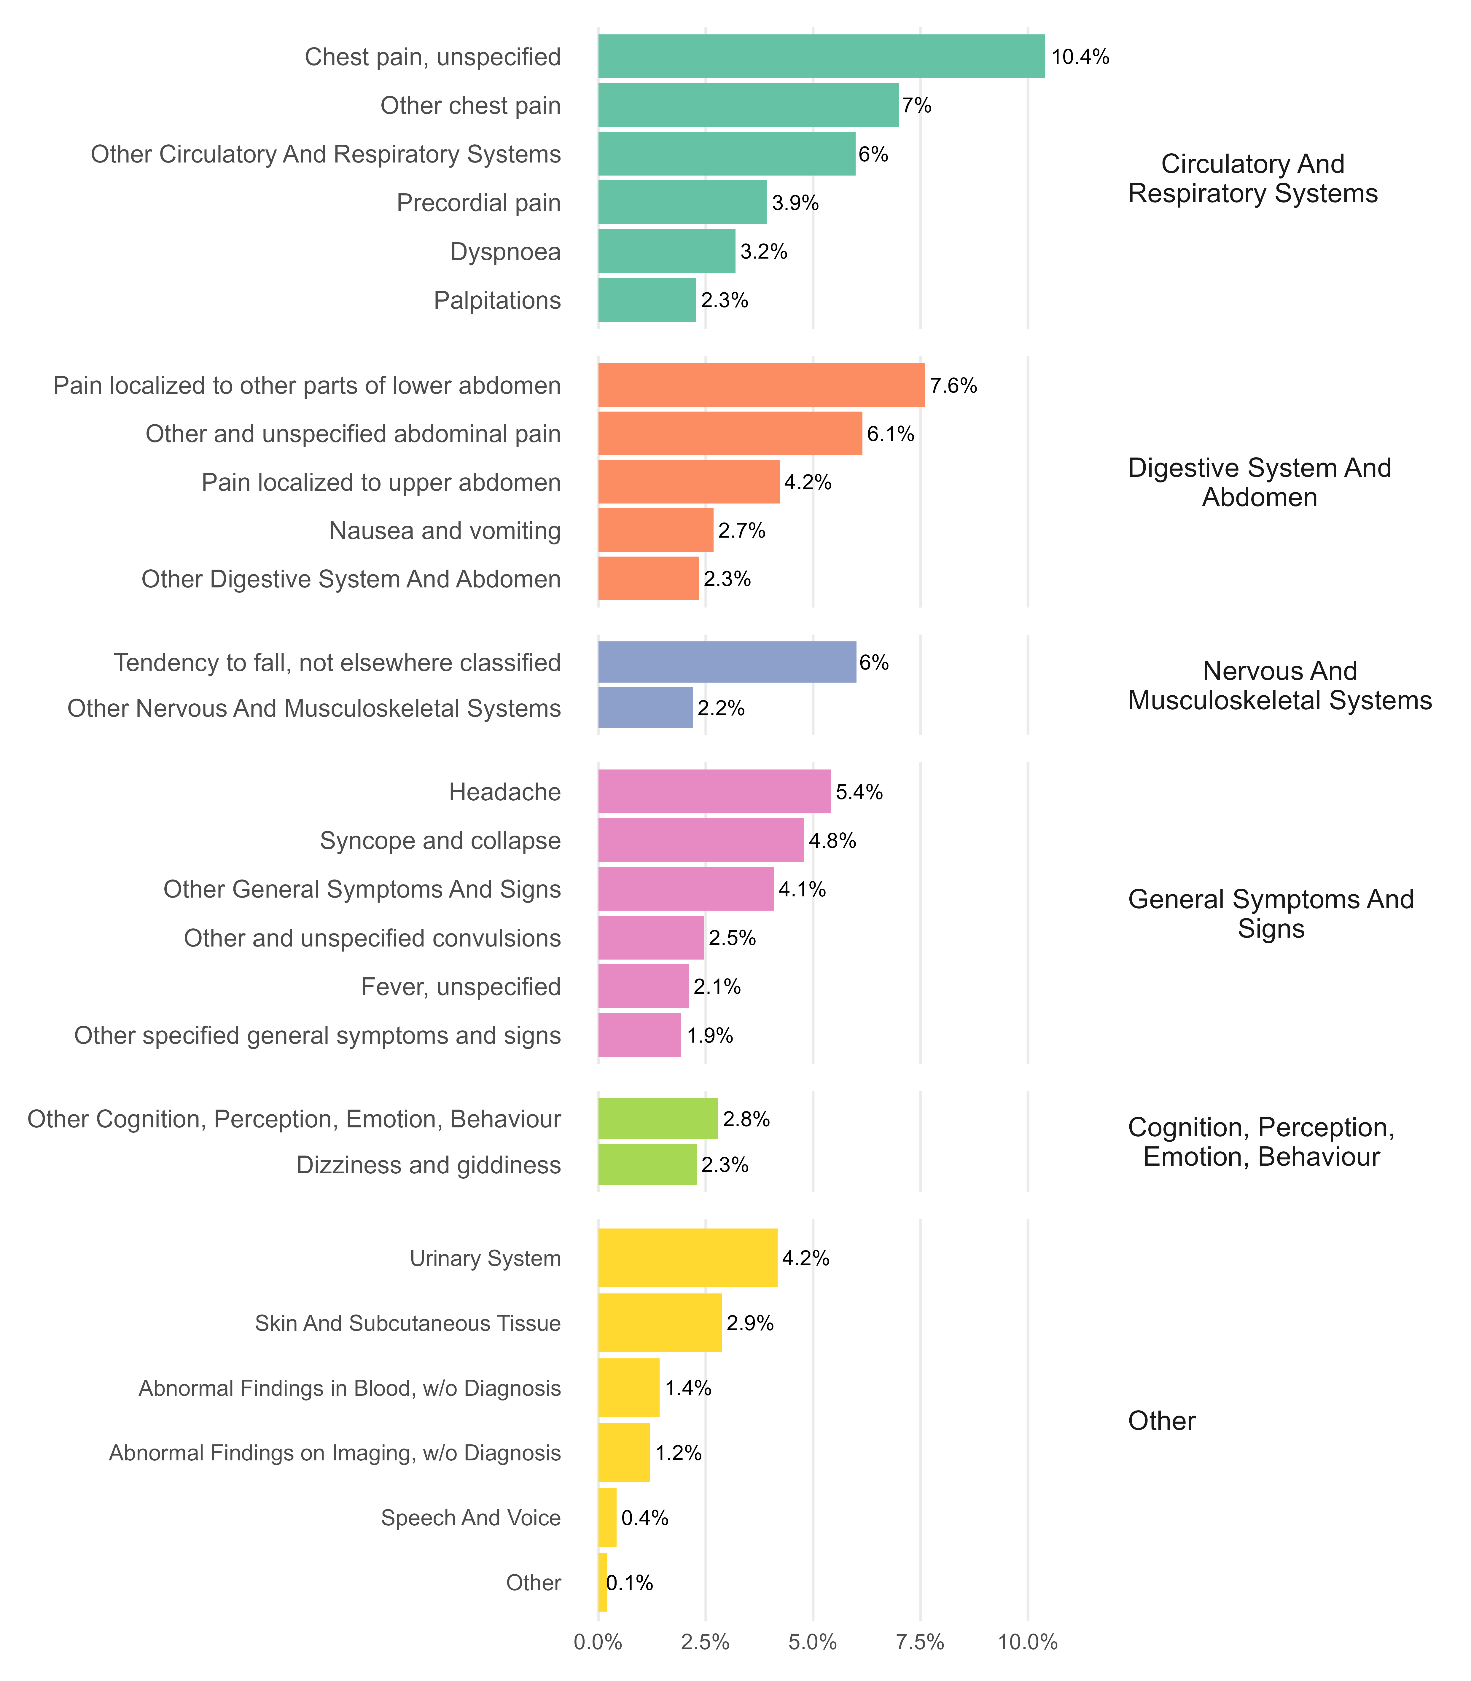 Chest pain, unspecified 10.4%
Other chest pain 7%
Other Circulatory And Respiratory Systems 6%
Precordial pain 3.9%
Dyspnoea 3.2%
Palpitations 2.3%
Circulatory And
Respiratory Systems
Pain localized to other parts of lower abdomen 7.6%
Other and unspecified abdominal pain 6.1%
Pain localized to upper abdomen 4.2%
Nausea and vomiting 2.7%
Other Digestive System And Abdomen 2.3%
Digestive System And
Abdomen
Tendency to fall, not elsewhere classified 6%
Other Nervous And Musculoskeletal Systems 2.2%
Nervous And
Musculoskeletal Systems
Headache 5.4%
Syncope and collapse 4.8%
Other General Symptoms And Signs 4.1%
Other and unspecified convulsions 2.5%
Fever, unspecified 2.1%
Other specified general symptoms and signs 1.9%
General Symptoms And
Signs
Other Cognition, Perception, Emotion, Behaviour 2.8%
Dizziness and giddiness 2.3%
Cognition, Perception,
Emotion, Behaviour
Urinary System 4.2%
Skin And Subcutaneous Tissue 2.9%
Abnormal Findings in Blood, w/o Diagnosis 1.4%
Abnormal Findings on Imaging, w/o Diagnosis 1.2%
Speech And Voice 0.4%
Other 0.1%
Other
0.0% 2.5% 5.0% 7.5% 10.0%